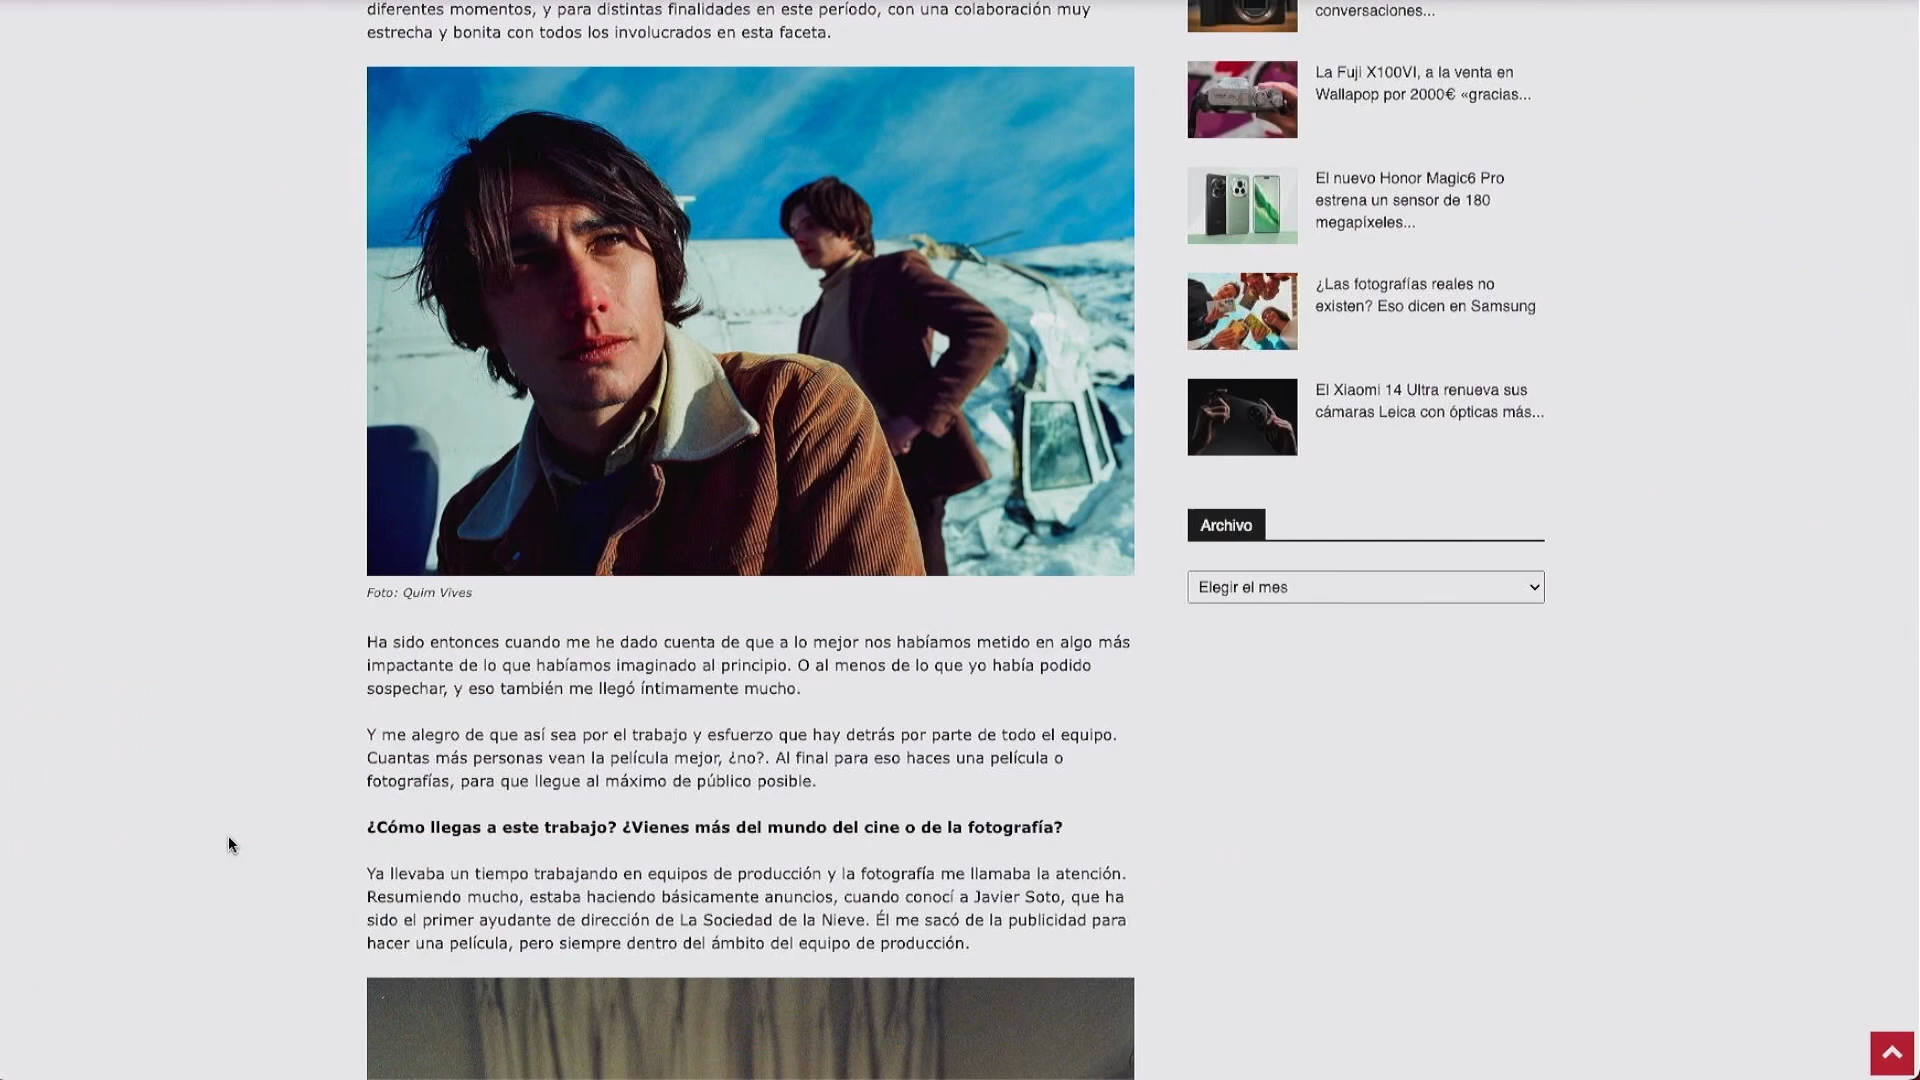 diferentes momentos, y para distintas finalidades en este período, con una colaboración muy
estrecha y bonita con todos los involucrados en esta faceta.
Foto: Quim Vives
Ha sido entonces cuando me he dado cuenta de que a lo mejor nos habíamos metido en algo más
impactante de lo que habíamos imaginado al principio. O al menos de lo que yo había podido
sospechar, y eso también me llegó íntimamente mucho.
Y me alegro de que así sea por el trabajo y esfuerzo que hay detrás por parte de todo el equipo.
Cuantas más personas vean la película mejor, ¿no?. Al final para eso haces una película o
fotografías, para que llegue al máximo de público posible.
¿Cómo llegas a este trabajo? ¿Vienes más del mundo del cine o de la fotografía?
Ya llevaba un tiempo trabajando en equipos de producción y la fotografía me llamaba la atención.
Resumiendo mucho, estaba haciendo básicamente anuncios, cuando conocí a Javier Soto, que ha
sido el primer ayudante de dirección de La Sociedad de la Nieve. Él me sacó de la publicidad para
hacer una película, pero siempre dentro del ámbito del equipo de producción.
conversaciones...
La Fuji X100VI, a la venta en
Wallapop por 2000€ «gracias...
El nuevo Honor Magic6 Pro
estrena un sensor de 180
megapíxeles...
¿Las fotografías reales no
existen? Eso dicen en Samsung
El Xiaomi 14 Ultra renueva sus
cámaras Leica con ópticas más...
Archivo
Elegir el mes